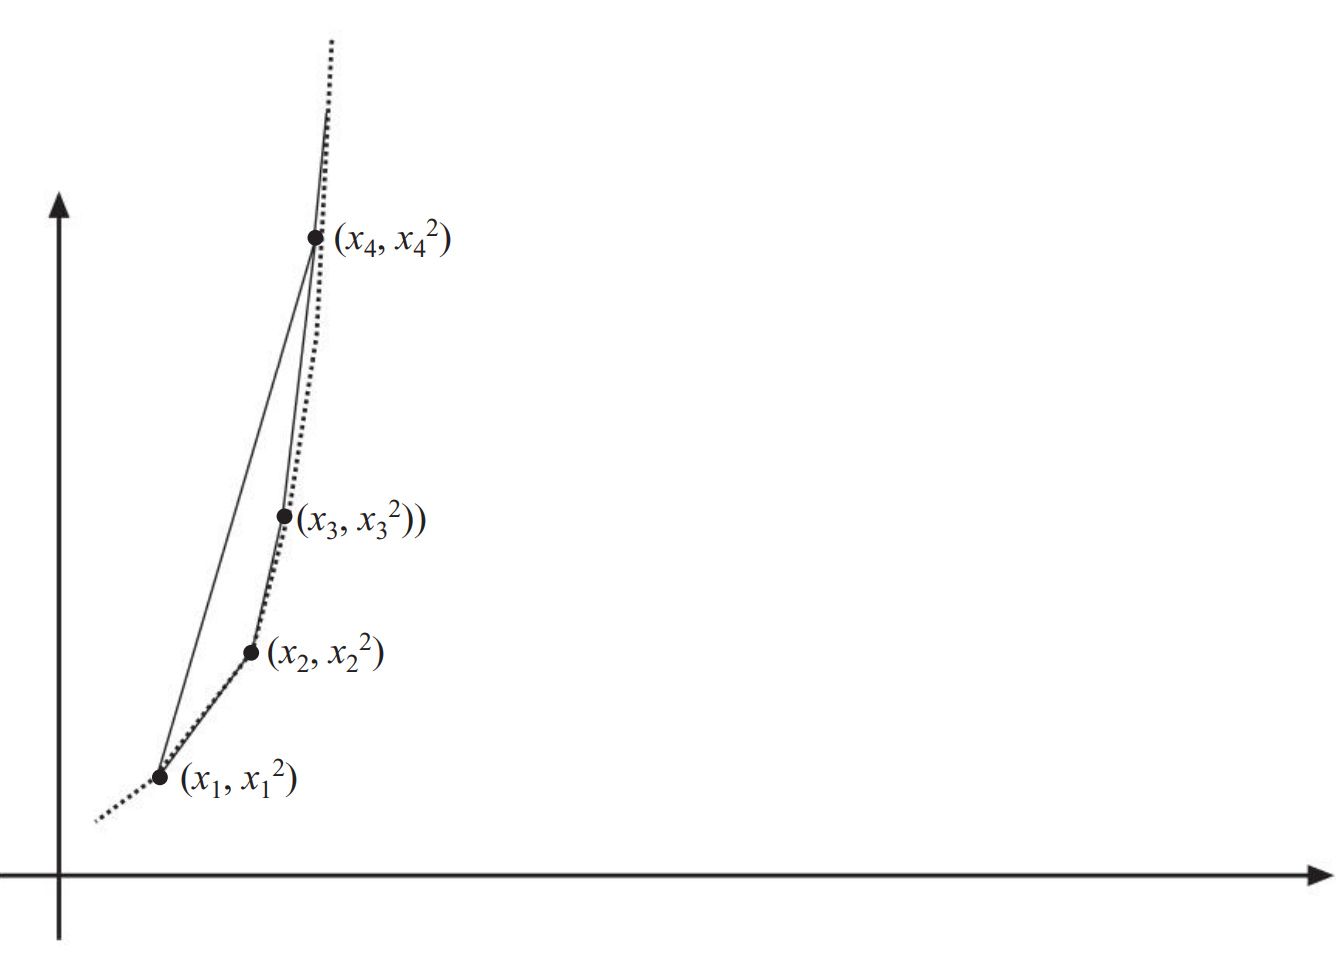 (x₄, x₄²)
(x₃, x₃²))
(x₂, x₂²)
(x₁, x₁²)